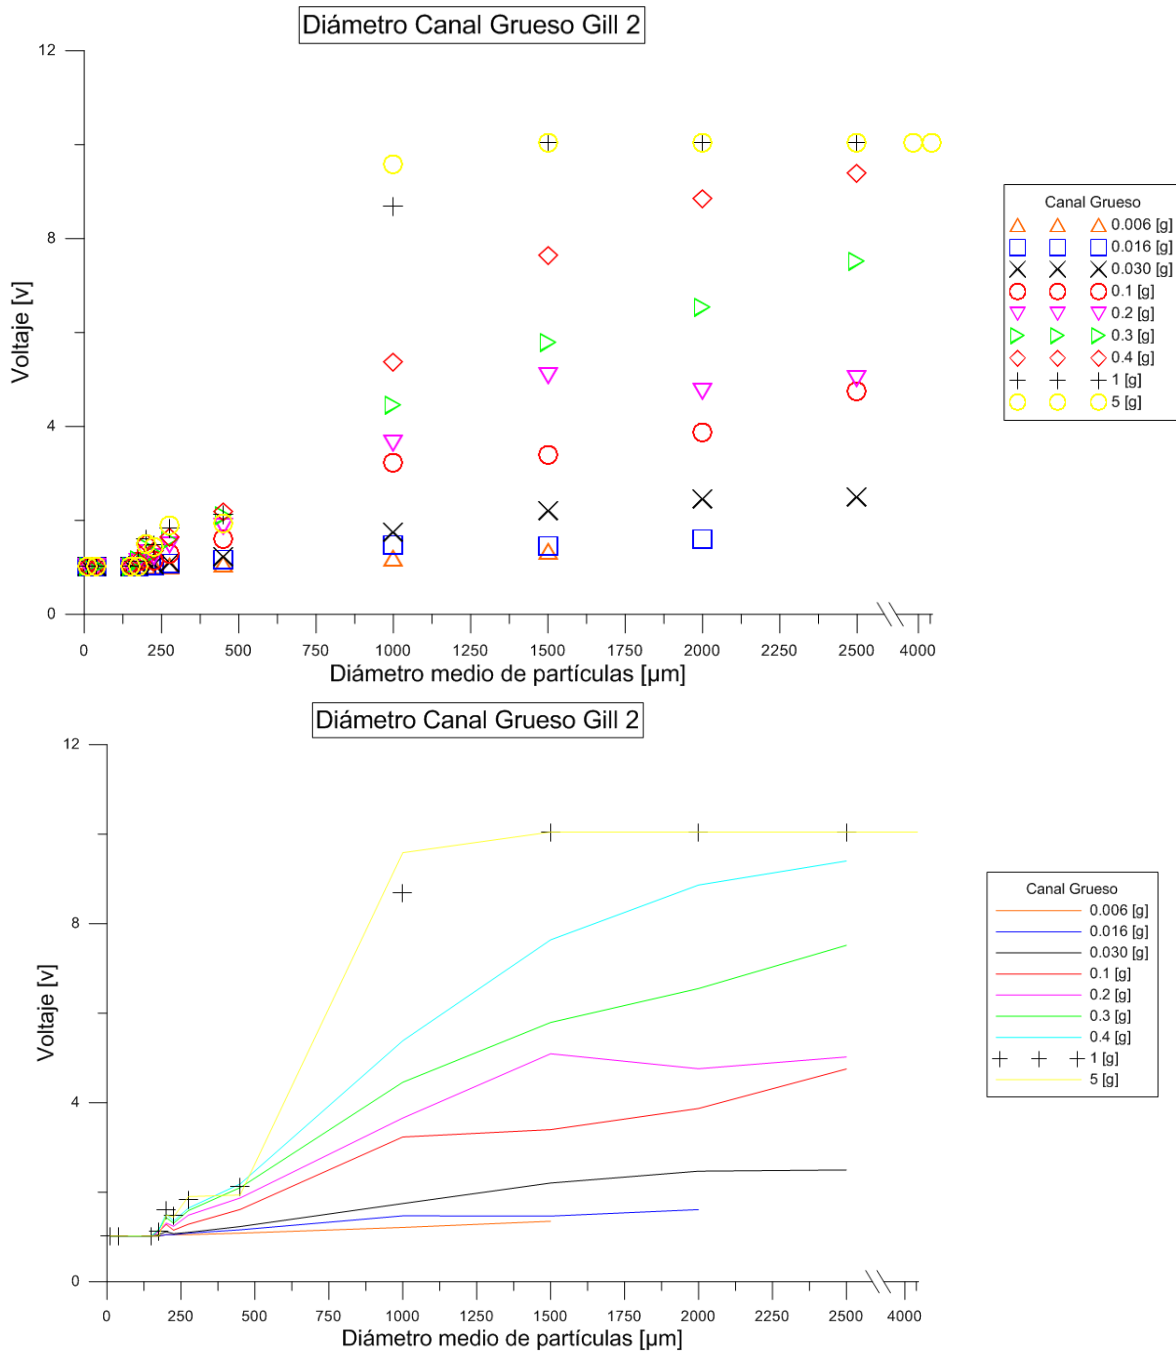 Diámetro Canal Grueso Gill 2
12
8
4
0
Voltaje [v]
0 250 500 750 1000 1250 1500 1750 2000 2250 2500 4000
Diámetro medio de partículas [µm]
Canal Grueso
0.006 [g]
0.016 [g]
0.030 [g]
0.1 [g]
0.2 [g]
0.3 [g]
0.4 [g]
1 [g]
5 [g]
Diámetro Canal Grueso Gill 2
12
8
4
0
Voltaje [v]
0 250 500 750 1000 1250 1500 1750 2000 2250 2500 4000
Diámetro medio de partículas [µm]
Canal Grueso
0.006 [g]
0.016 [g]
0.030 [g]
0.1 [g]
0.2 [g]
0.3 [g]
0.4 [g]
1 [g]
5 [g]